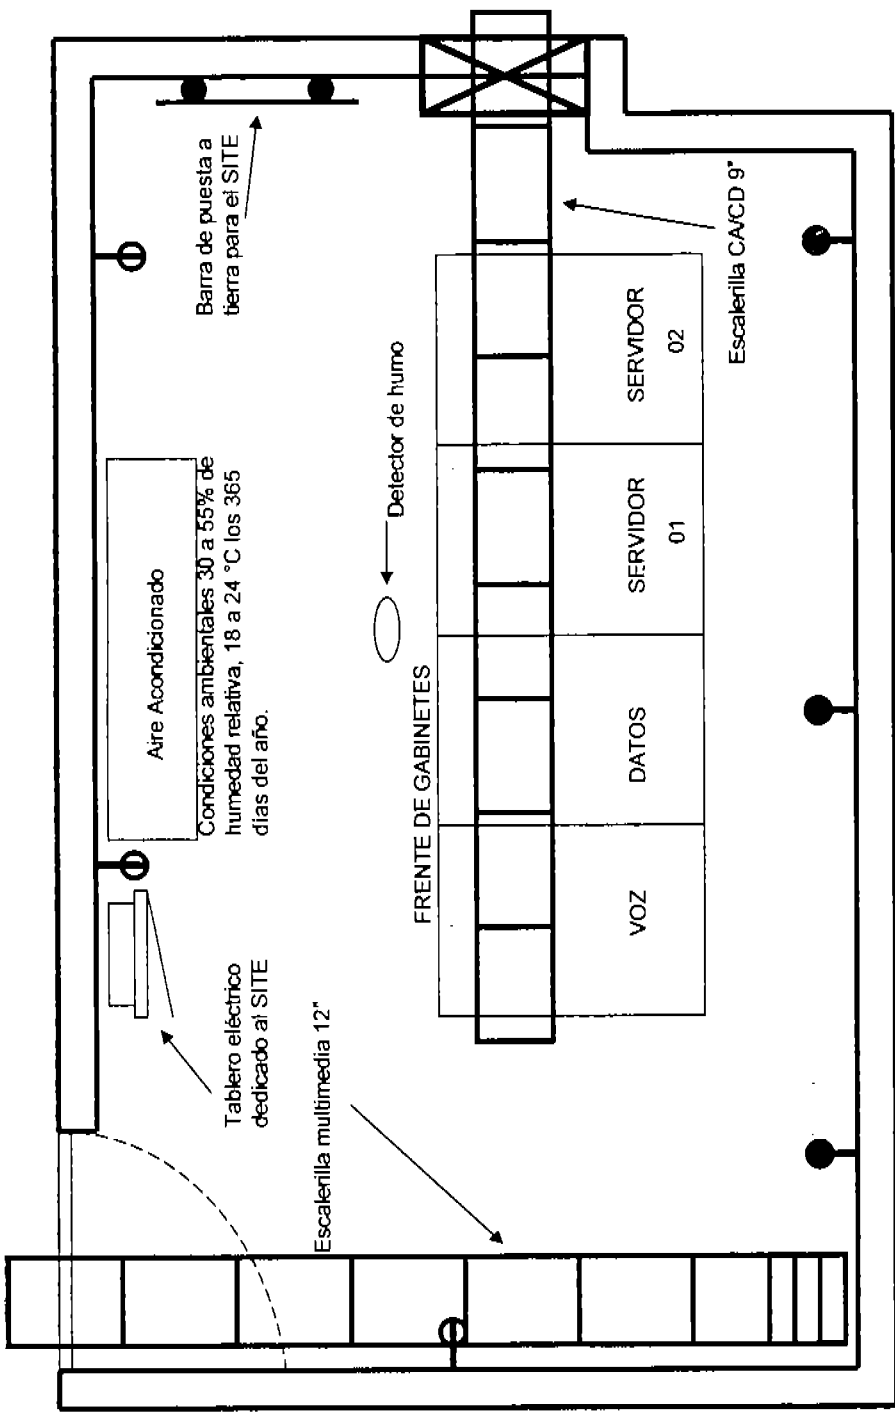 Barra de puesta a
tierra para el SITE
Aire Acondicionado
Condiciones ambientales 30 a 55% de
humedad relativa, 18 a 24 °C los 365
días del año.
Tablero eléctrico
dedicado al SITE
Escalerilla multimedia 12"
Detector de humo
FRENTE DE GABINETES
VOZ
DATOS
SERVIDOR
01
SERVIDOR
02
Escalerilla CA/CD 9"